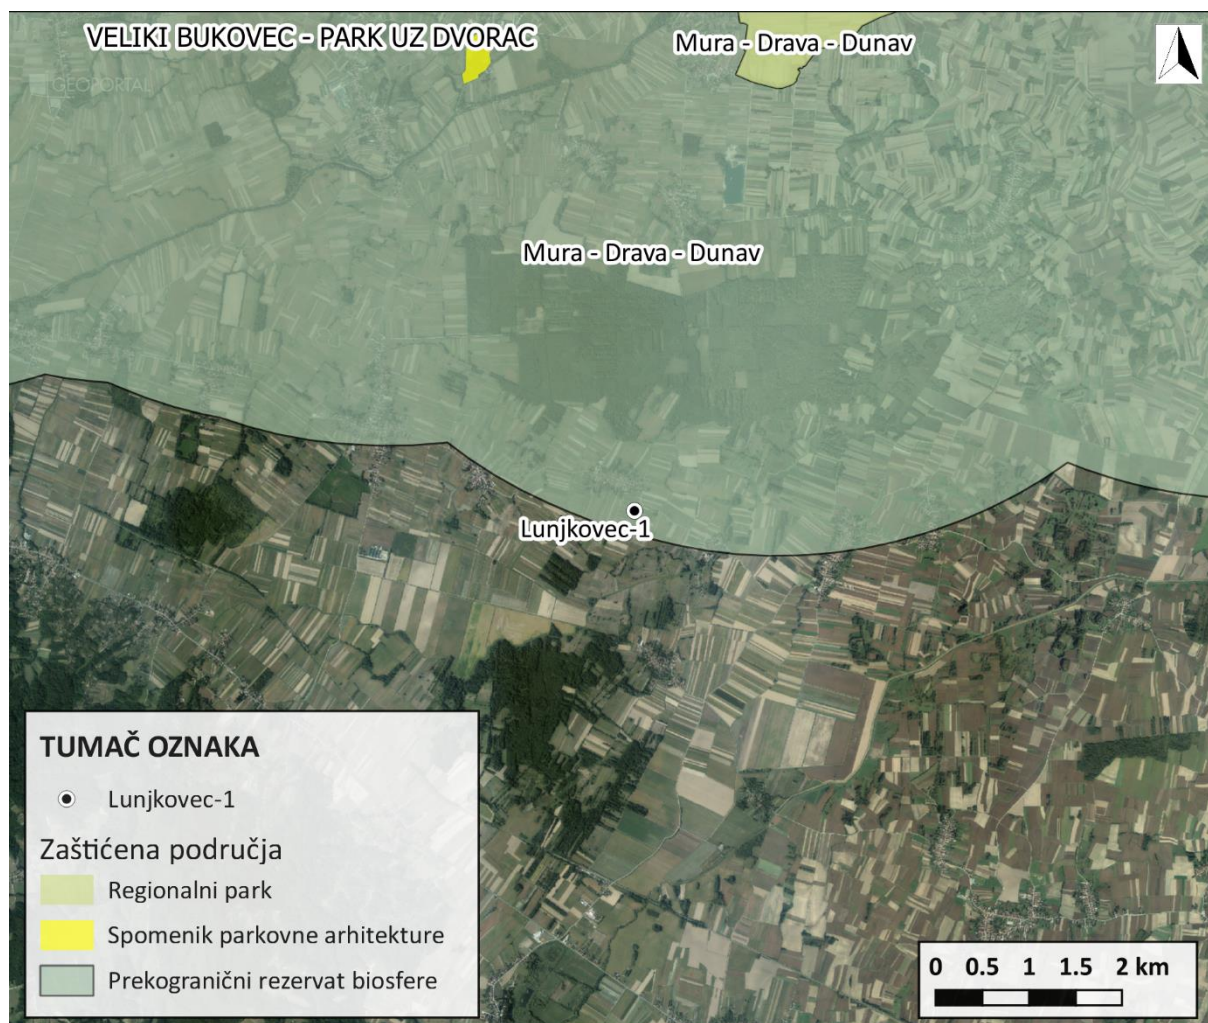 VELIKI BUKOVEC - PARK UZ DVORAC
Mura - Drava - Dunav
GEOPORTAL
Mura - Drava - Dunav
Lunjkovec-1
TUMAČ OZNAKA
Lunjkovec-1
Zaštićena područja
Regionalni park
Spomenik parkovne arhitekture
Prekogranični rezervat biosfere
0 0.5 1 1.5 2 km